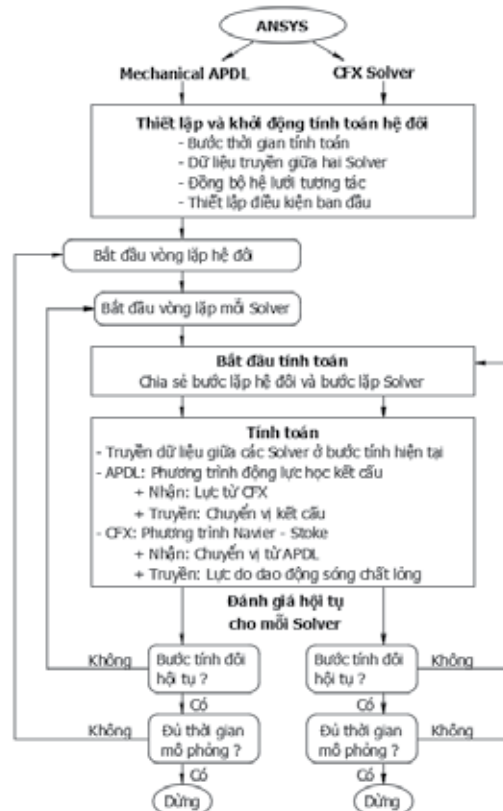 ANSYS
Mechanical APDL
CFX Solver
Thiết lập và khởi động tính toán hệ đôi
- Bước thời gian tính toán
- Dữ liệu truyền giữa hai Solver
- Đồng bộ hệ lưới tương tác
- Thiết lập điều kiện ban đầu
Bắt đầu vòng lặp hệ đôi
Bắt đầu vòng lặp mỗi Solver
Bắt đầu tính toán
Chia sẻ bước lặp hệ đôi và bước lặp Solver
Tính toán
- Truyền dữ liệu giữa các Solver ở bước tính hiện tại
- APDL: Phương trình động lực học kết cấu
+ Nhận: Lực từ CFX
+ Truyền: Chuyển vị kết cấu
- CFX: Phương trình Navier - Stoke
+ Nhận: Chuyển vị từ APDL
+ Truyền: Lực do dao động sóng chất lỏng
Đánh giá hội tụ
cho mỗi Solver
Không
Bước tính đôi
hội tụ ?
Bước tính đôi
hội tụ ?
Không
Có
Có
Không
Đủ thời gian
mô phỏng ?
Đủ thời gian
mô phỏng ?
Không
Có
Có
Dừng
Dừng